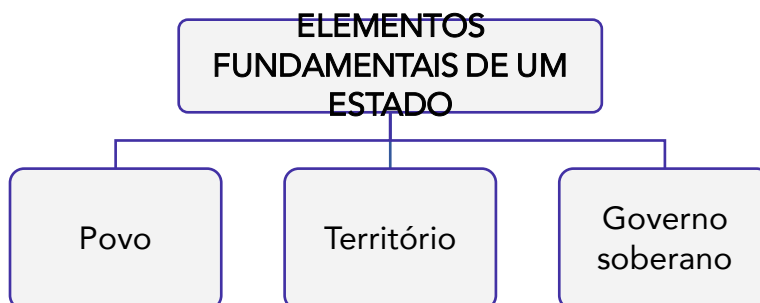 ELEMENTOS
FUNDAMENTAIS DE UM
ESTADO
Povo
Território
Governo
soberano